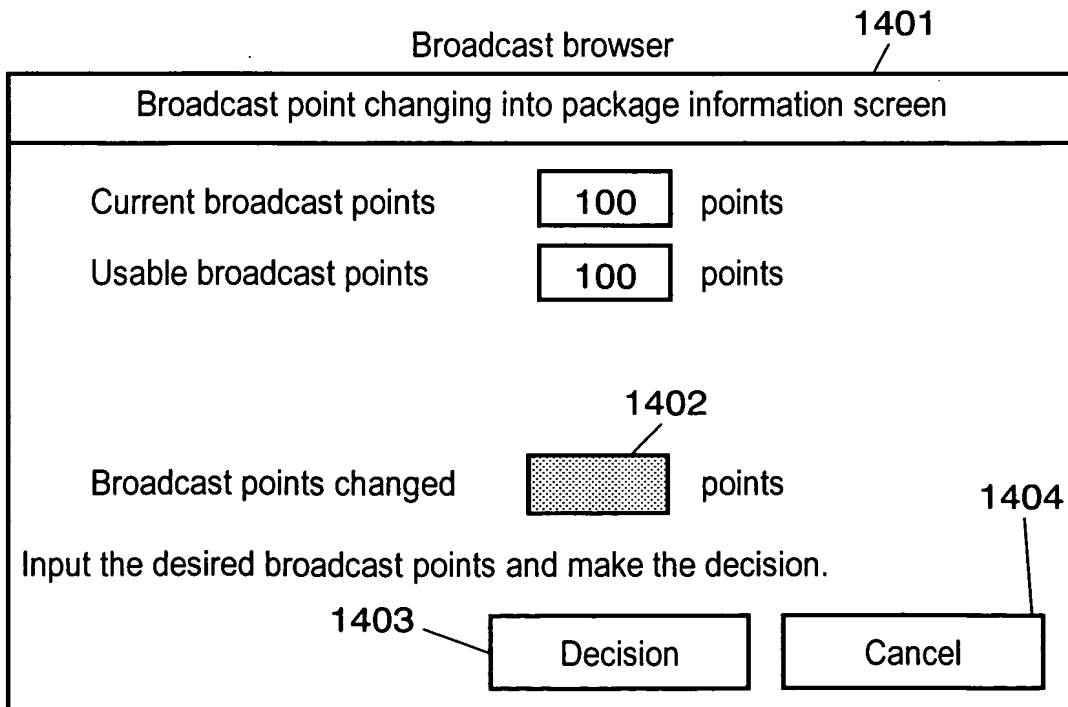 1401
Broadcast browser
Broadcast point changing into package information screen
Current broadcast points 100 points
Usable broadcast points 100 points
1402
Broadcast points changed points
1404
Input the desired broadcast points and make the decision.
1403
Decision Cancel